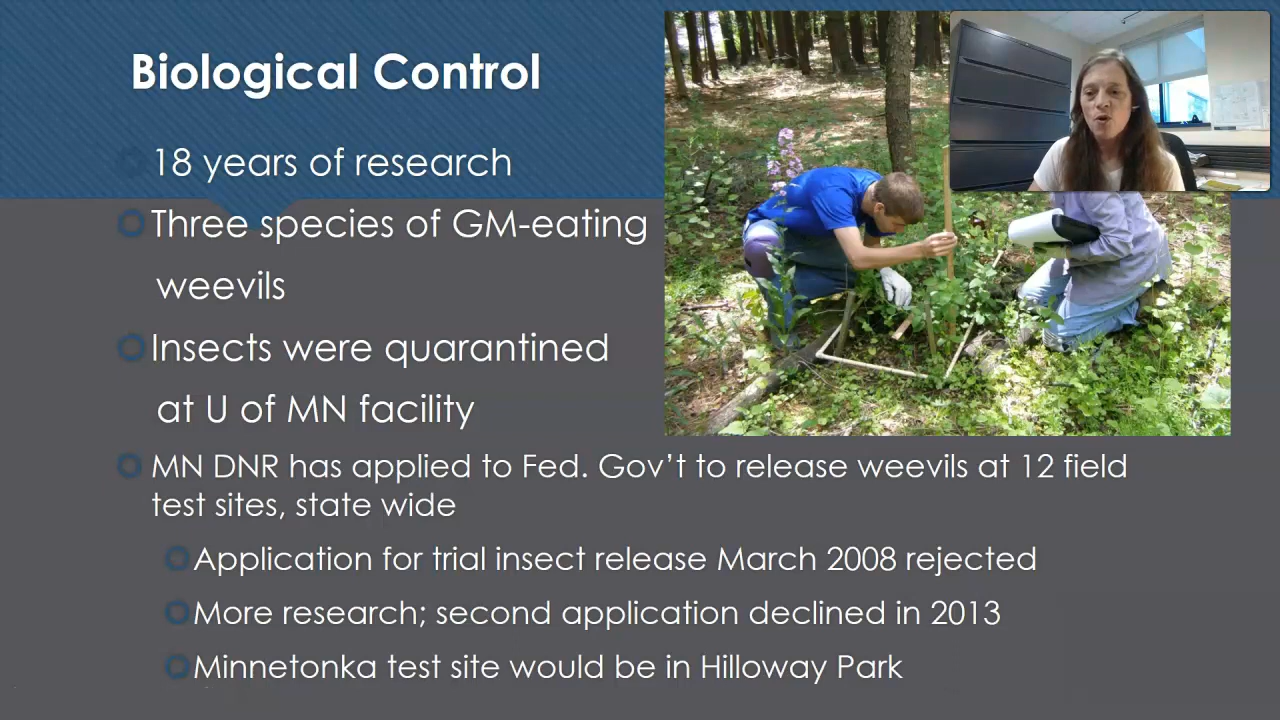 Biological Control
18 years of research
Three species of GM-eating
weevils
Insects were quarantined
at U of MN facility
MN DNR has applied to Fed. Gov't to release weevils at 12 field
test sites, state wide
Application for trial insect release March 2008 rejected
More research; second application declined in 2013
Minnetonka test site would be in Hilloway Park